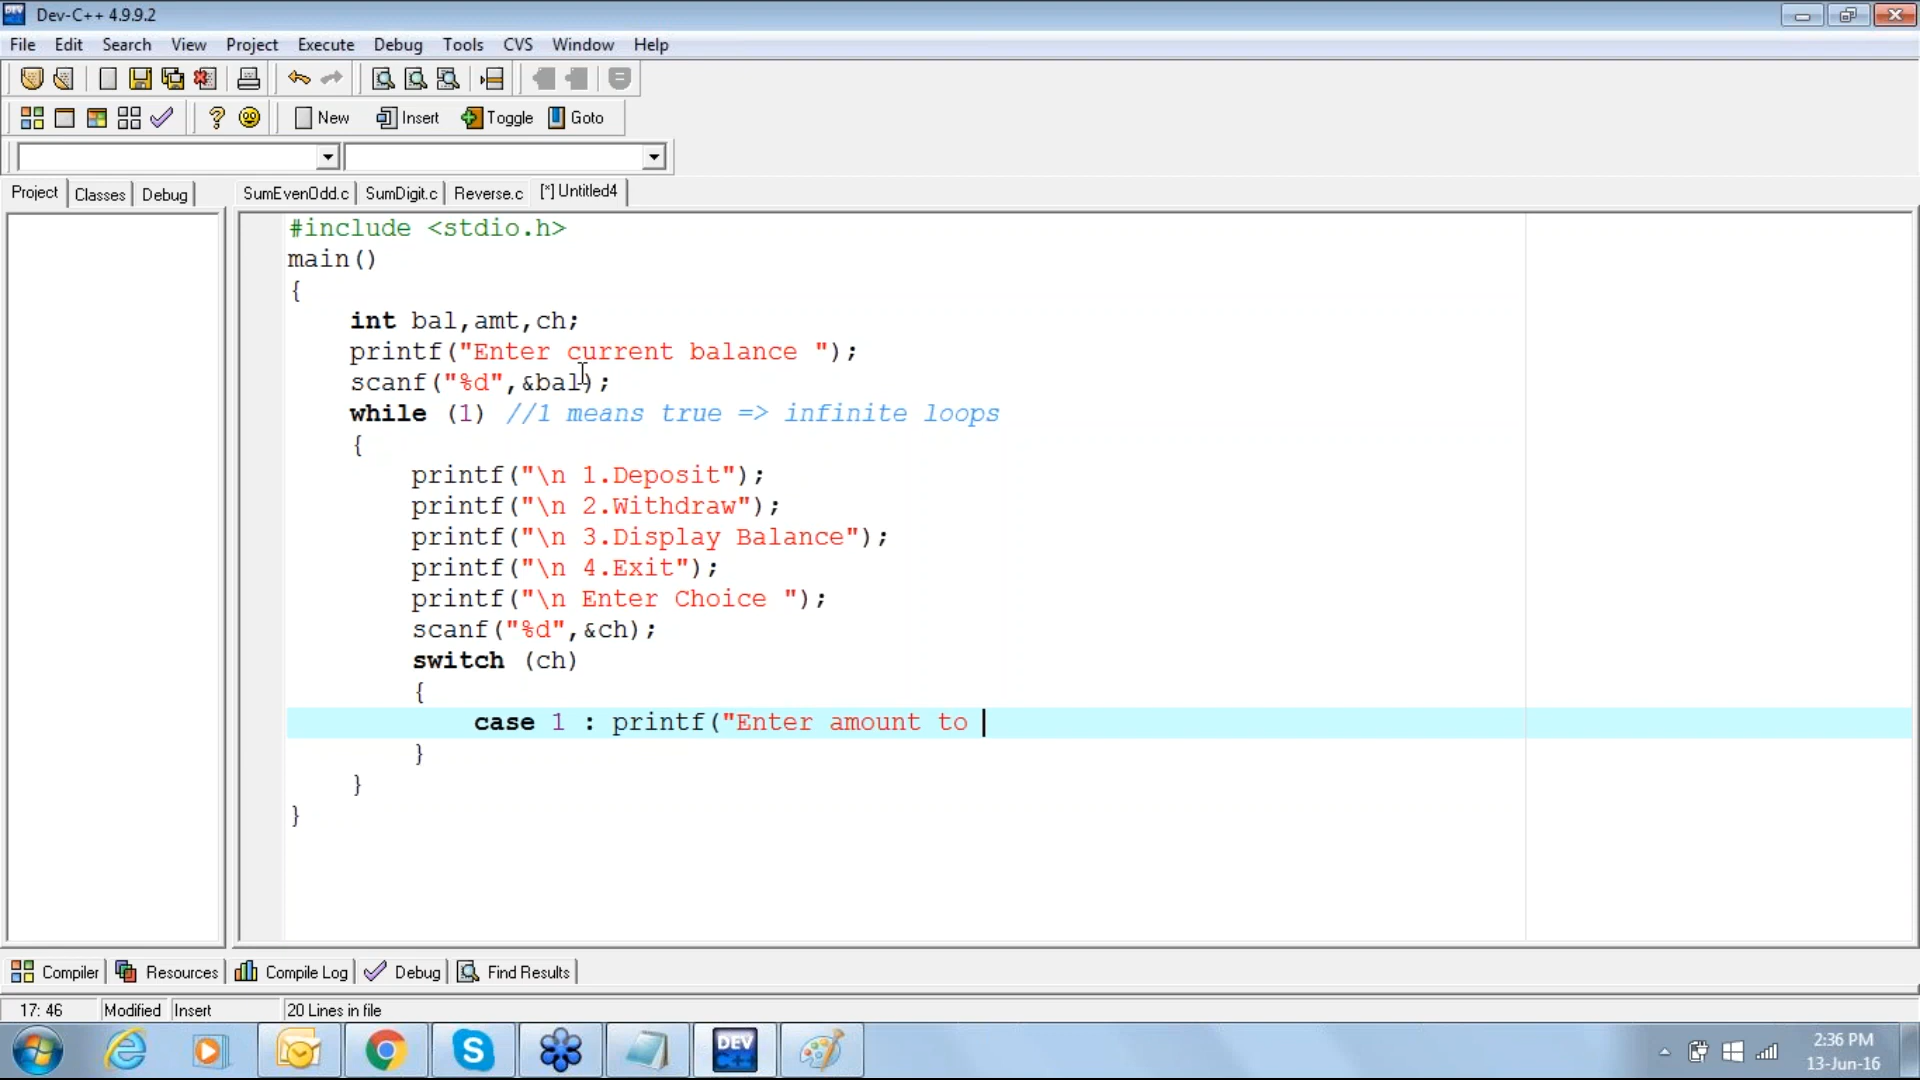 Dev-C++ 4.9.9.2
File Edit Search View Project Execute Debug Tools CVS Window Help
New Insert Toggle Goto
Project Classes Debug SumEvenOdd.c SumDigit.c Reverse.c [*] Untitled4
#include <stdio.h>
main()
{
int bal,amt,ch;
printf("Enter current balance ");
scanf("%d",&bal);
while (1) //1 means true => infinite loops
{
printf("\n 1.Deposit");
printf("\n 2.Withdraw");
printf("\n 3.Display Balance");
printf("\n 4.Exit");
printf("\n Enter Choice ");
scanf("%d",&ch);
switch (ch)
{
case 1 : printf("Enter amount to
}
}
}
Compiler Resources Compile Log Debug Find Results
17: 46 Modified Insert 20 Lines in file
DEV C++
2:36 PM
13-Jun-16